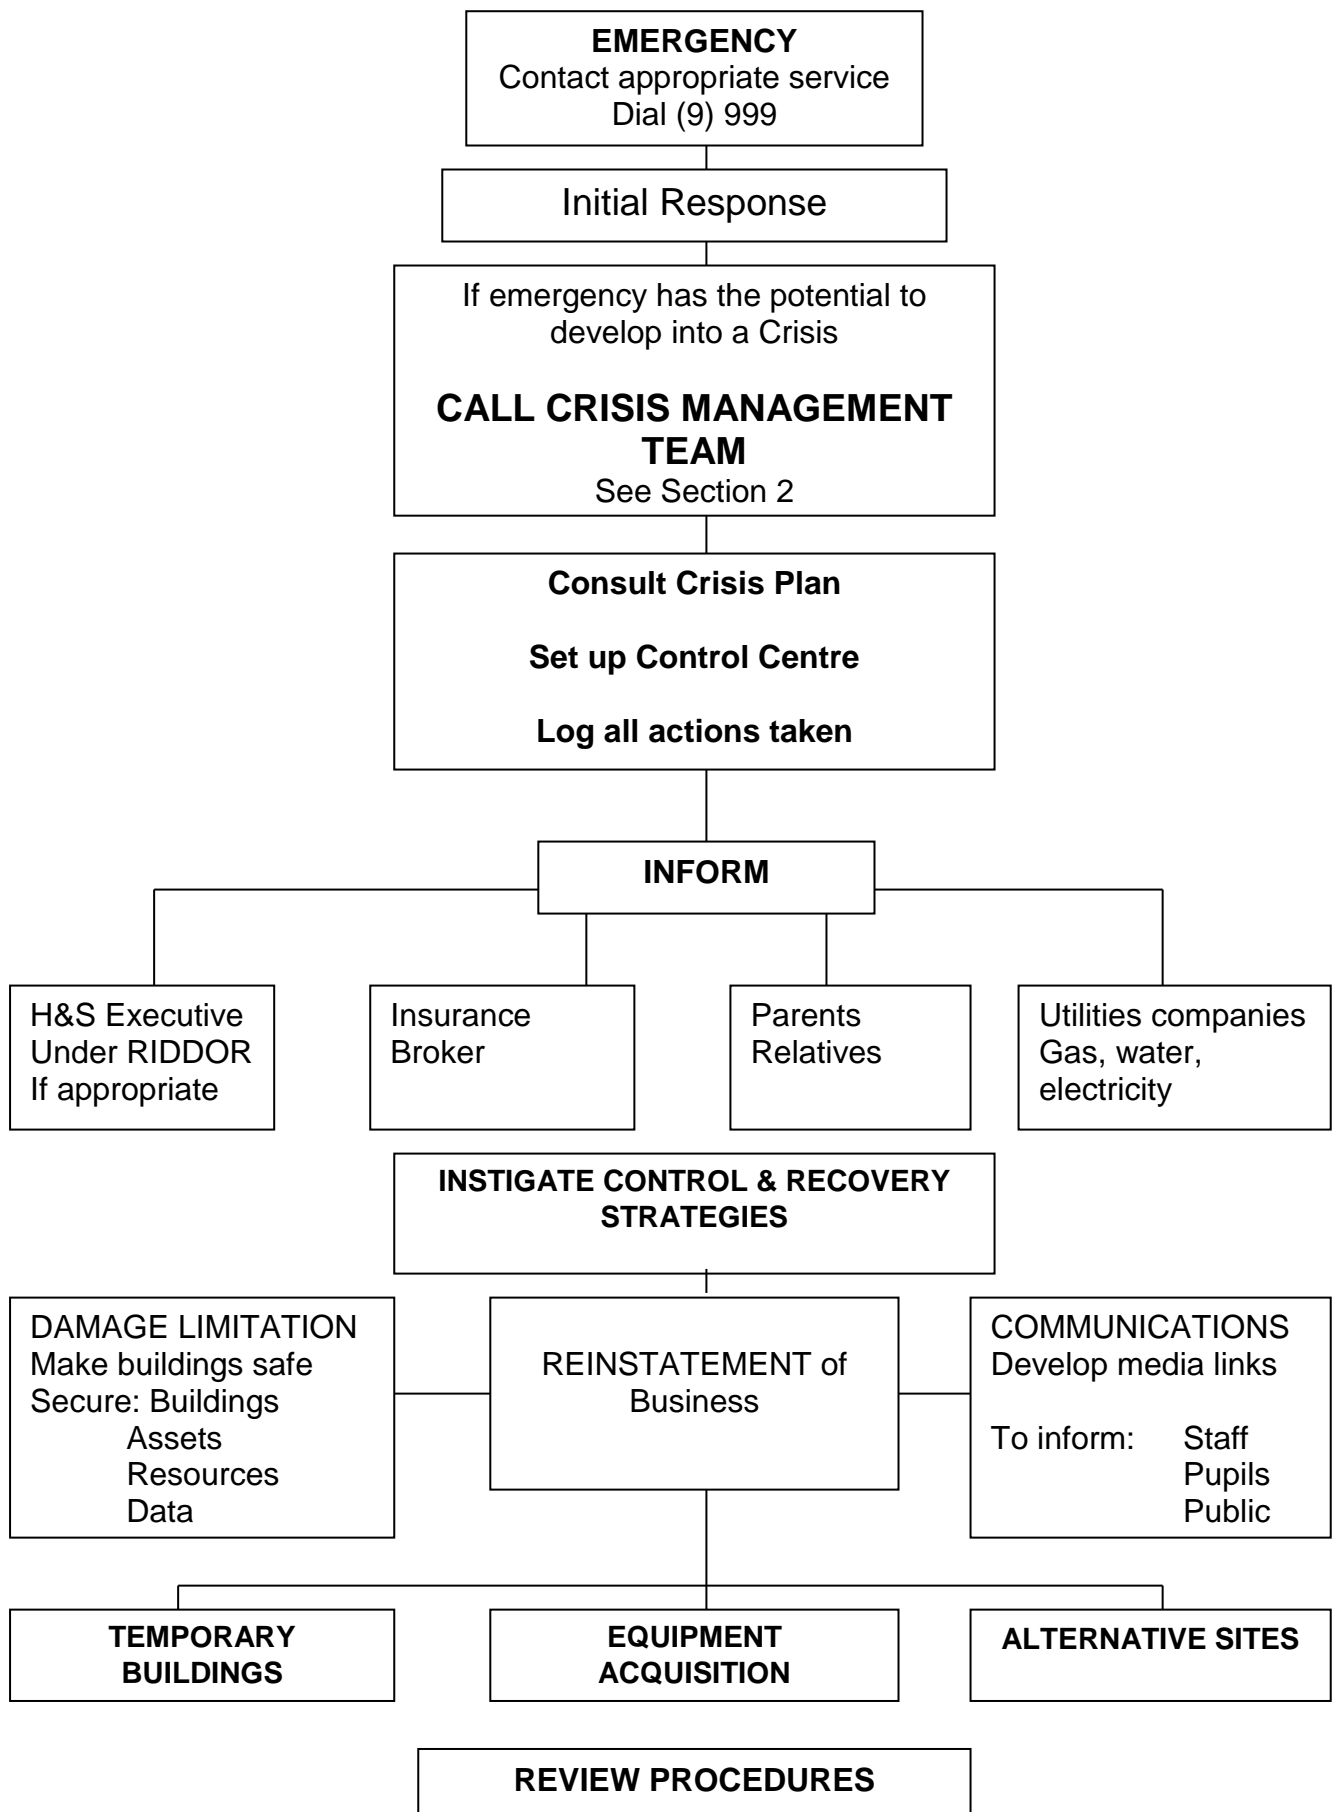 EMERGENCY
Contact appropriate service
Dial (9) 999
Initial Response
If emergency has the potential to
develop into a Crisis
CALL CRISIS MANAGEMENT
TEAM
See Section 2
Consult Crisis Plan
Set up Control Centre
Log all actions taken
INFORM
H&S Executive
Under RIDDOR
If appropriate
Insurance
Broker
Parents
Relatives
Utilities companies
Gas, water,
electricity
INSTIGATE CONTROL & RECOVERY
STRATEGIES
DAMAGE LIMITATION
Make buildings safe
Secure: Buildings
Assets
Resources
Data
REINSTATEMENT of
Business
COMMUNICATIONS
Develop media links
To inform: Staff
Pupils
Public
TEMPORARY
BUILDINGS
EQUIPMENT
ACQUISITION
ALTERNATIVE SITES
REVIEW PROCEDURES